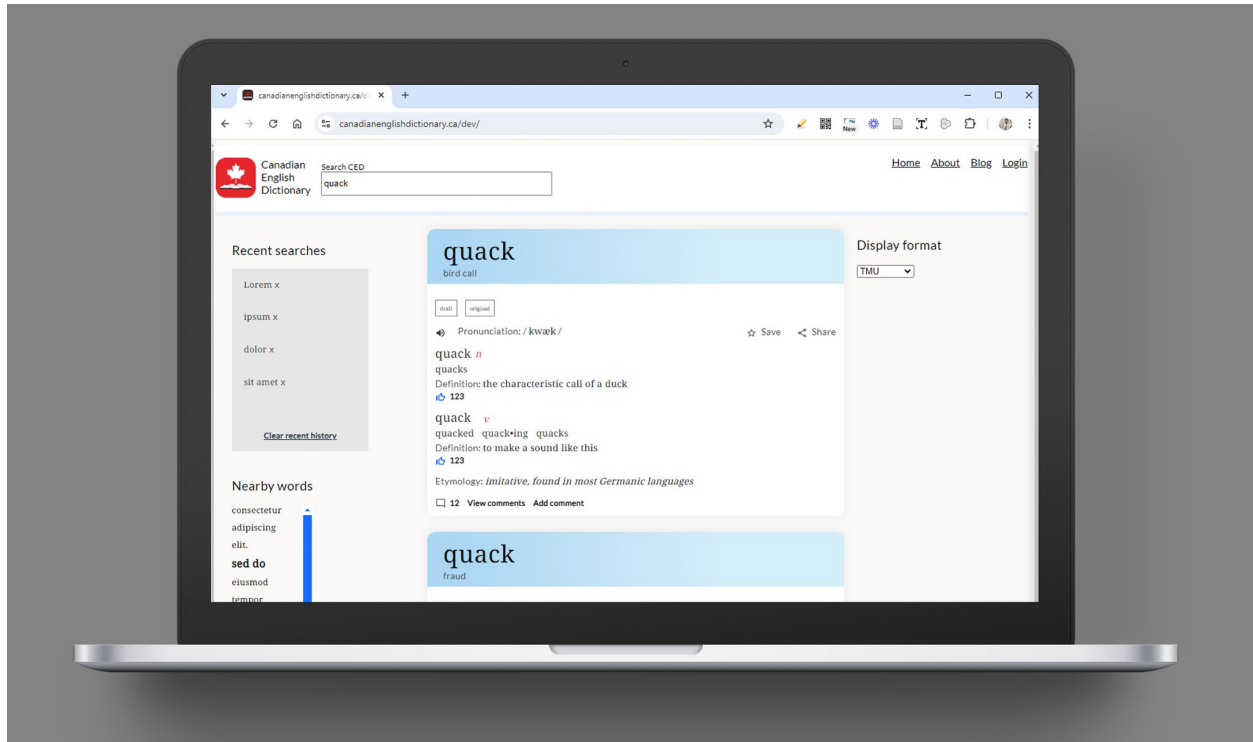 canadianenglishdictionary.ca/d
canadianenglishdictionary.ca/dev/
New
Canadian
English
Dictionary
Search CED
quack
Home About Blog Login
Recent searches
Lorem x
ipsum x
dolor x
sit amet x
Clear recent history
Nearby words
consectetur
adipiscing
elit.
sed do
eiusmod
tempor
quack
bird call
draft original
Pronunciation: / kwæk /
Save Share
quack n
quacks
Definition: the characteristic call of a duck
123
quack v
quacked quack•ing quacks
Definition: to make a sound like this
123
Etymology: imitative, found in most Germanic languages
12 View comments Add comment
quack
fraud
Display format
TMU